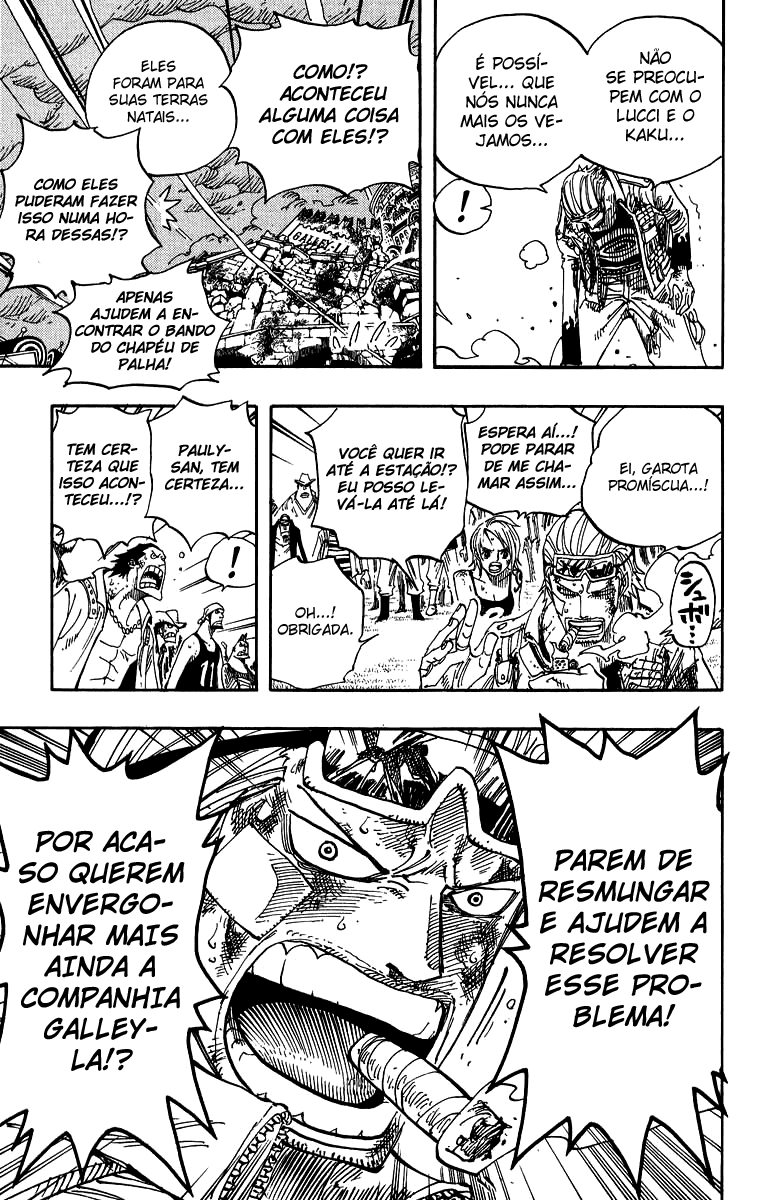 NÃO
SE PREOCU-
PEM COM O
LUCCI E O
KAKU...
É POSSÍ-
VEL... QUE
NÓS NUNCA
MAIS OS VE-
JAMOS...
!
COMO!?
ACONTECEU
ALGUMA COISA
COM ELES!?
ELES
FORAM PARA
SUAS TERRAS
NATAIS...
COMO ELES
PUDERAM FAZER
ISSO NUMA HO-
RA DESSAS!?
GALLEY-LA
APENAS
AJUDEM A EN-
CONTRAR O BANDO
DO CHAPÉU DE
PALHA!
EI, GAROTA
PROMÍSCUA...!
ESPERA AÍ...!
PODE PARAR
DE ME CHA-
MAR ASSIM...
VOCÊ QUER IR
ATÉ A ESTAÇÃO!?
EU POSSO LE-
VÁ-LA ATÉ LÁ!
シュボ...
OH...!
OBRIGADA.
PAULY-
SAN, TEM
CERTEZA...
TEM CER-
TEZA QUE
ISSO ACON-
TECEU...!?
!
PAREM DE
RESMUNGAR
E AJUDEM A
RESOLVER
ESSE PRO-
BLEMA!
POR ACA-
SO QUEREM
ENVERGO-
NHAR MAIS
AINDA A
COMPANHIA
GALLEY-
LA!?